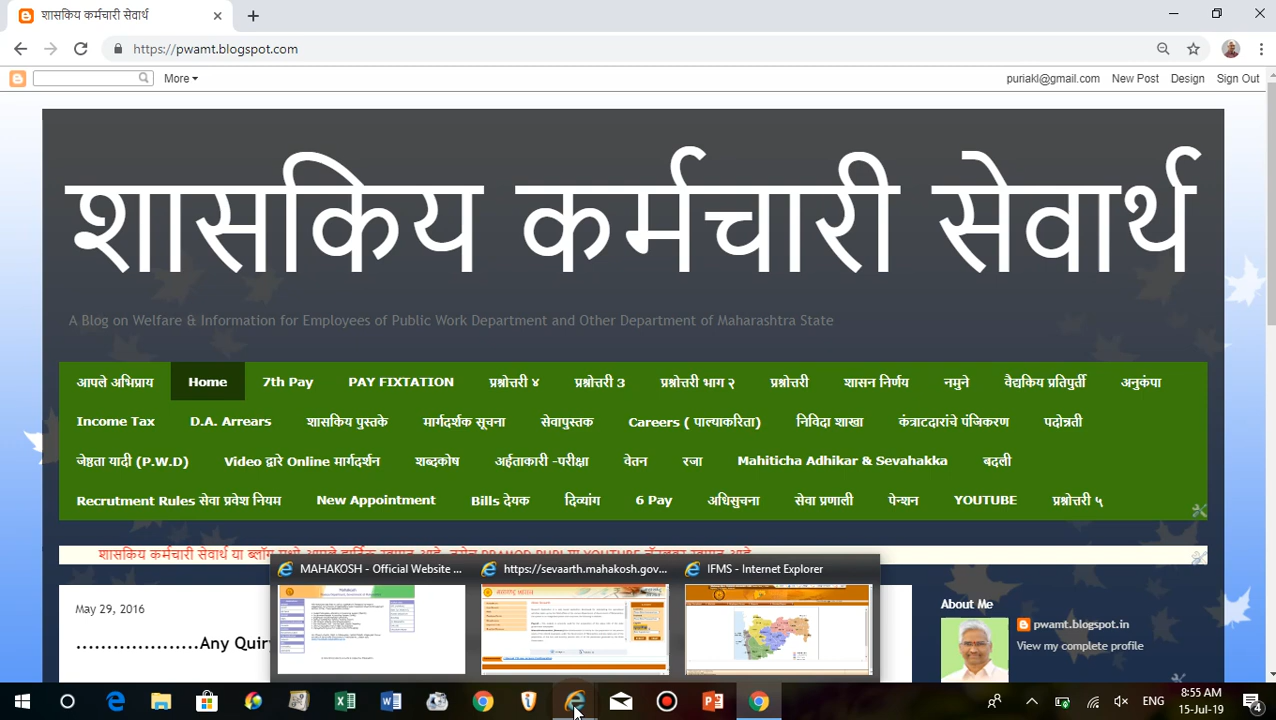 शासकिय कर्मचारी सेवार्थ
https://pwamt.blogspot.com
More
puriakl@gmail.com New Post Design Sign Out
शासकिय कर्मचारी सेवार्थ
A Blog on Welfare & Information for Employees of Public Work Department and Other Department of Maharashtra State
आपले अभिप्राय Home 7th Pay PAY FIXTATION प्रश्नोत्तरी ४ प्रश्नोत्तरी 3 प्रश्नोत्तरी भाग २ प्रश्नोत्तरी शासन निर्णय नमुने वैद्यकिय प्रतिपुर्ती अनुकंपा
Income Tax D.A. Arrears शासकिय पुस्तके मार्गदर्शक सूचना सेवापुस्तक Careers ( पाल्याकरिता) निविदा शाखा कंत्राटदारांचे पंजिकरण पदोन्नती
जेष्ठता यादी (P.W.D) Video द्वारे Online मार्गदर्शन शब्दकोष अर्हताकारी -परीक्षा वेतन रजा Mahiticha Adhikar & Sevahakka बदली
Recrutment Rules सेवा प्रवेश नियम New Appointment Bills देयक दिव्यांग 6 Pay अधिसुचना सेवा प्रणाली पेन्शन YOUTUBE प्रश्नोत्तरी ५
शासकिय कर्मचारी सेवार्थ या ब्लॉग
MAHAKOSH - Official Website ... https://sevaarth.mahakosh.gov... IFMS - Internet Explorer
May 29, 2016
...................Any Quir
About Me
pwamt.blogspot.in
view my complete profile
ENG
8:55 AM
15-Jul-19
4